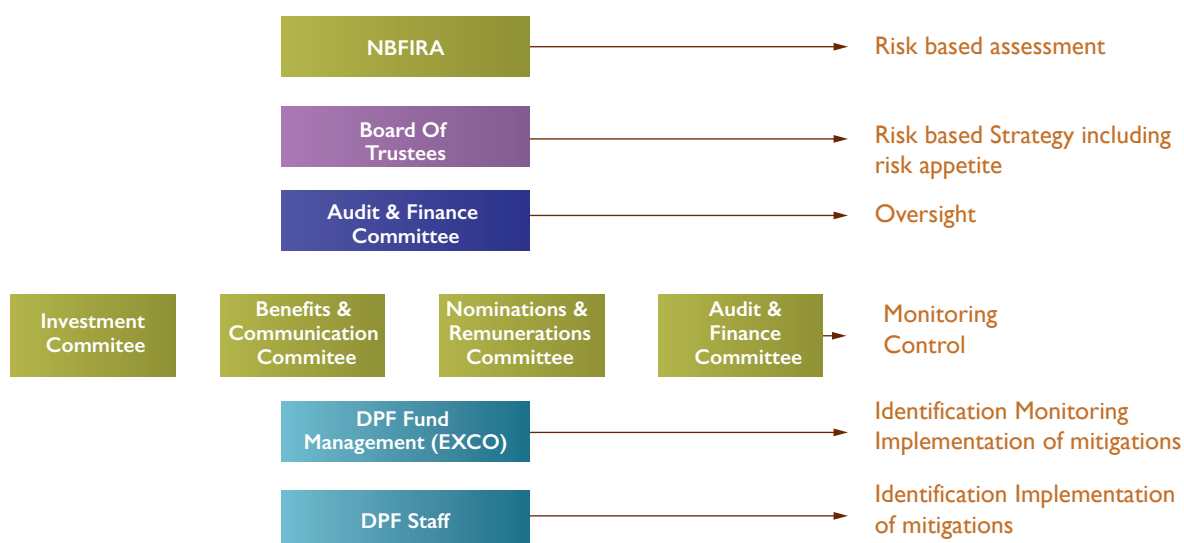 NBFIRA
Risk based assessment
Board Of
Trustees
Risk based Strategy including
risk appetite
Audit & Finance
Committee
Oversight
Investment
Commitee
Benefits &
Communication
Commitee
Nominations &
Remunerations
Committee
Audit &
Finance
Committee
Monitoring
Control
DPF Fund
Management (EXCO)
Identification Monitoring
Implementation of mitigations
DPF Staff
Identification Implementation
of mitigations